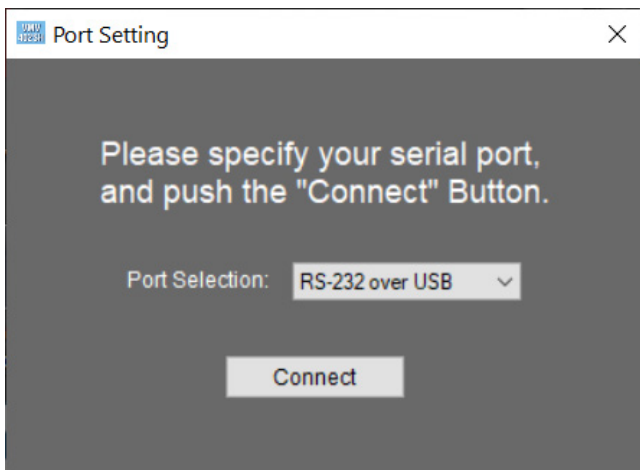 Port Setting
Please specify your serial port,
and push the "Connect" Button.
Port Selection: RS-232 over USB
Connect